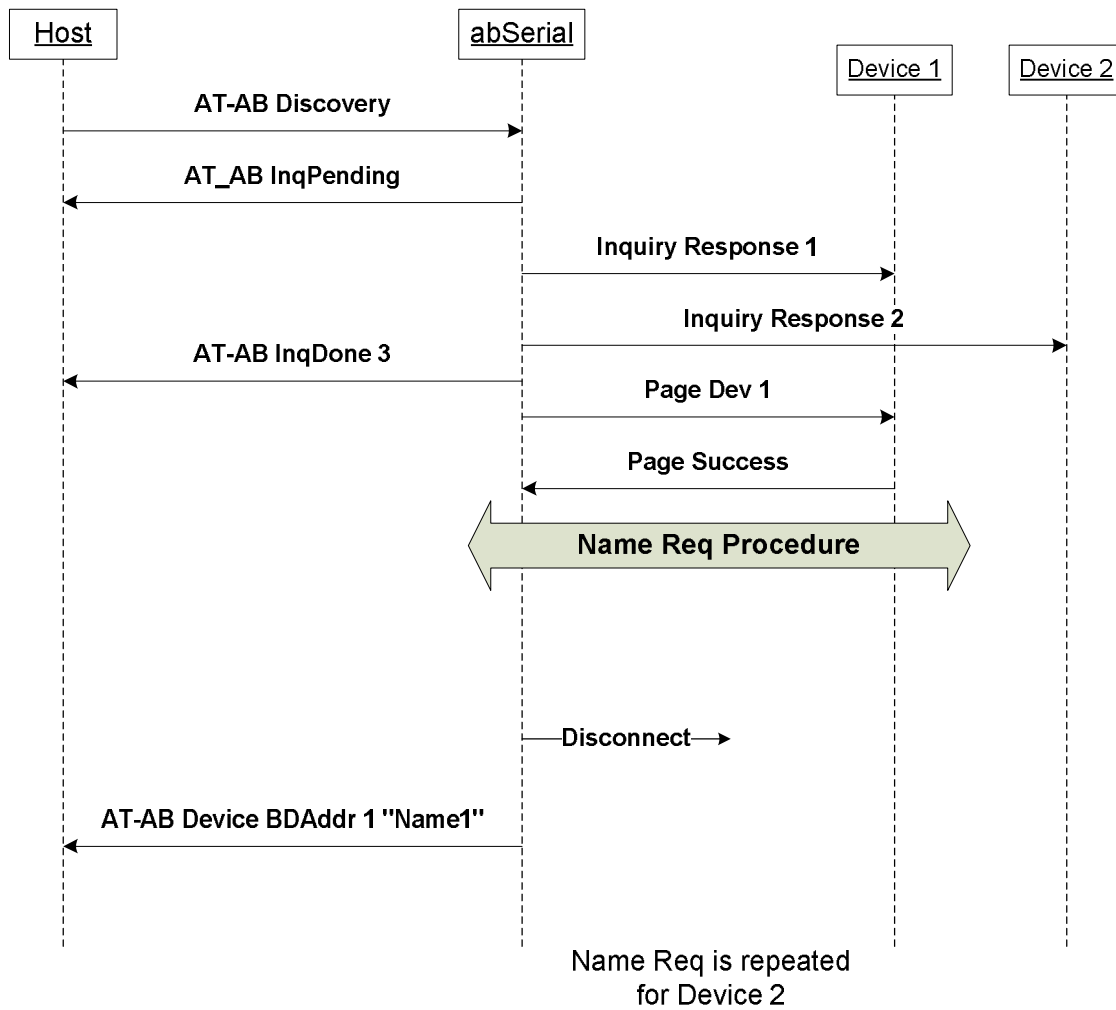 Host
abSerial
Device 1
Device 2
AT-AB Discovery
AT_AB InqPending
Inquiry Response 1
Inquiry Response 2
AT-AB InqDone 3
Page Dev 1
Page Success
Name Req Procedure
Disconnect
AT-AB Device BDAddr 1 "Name1"
Name Req is repeated
for Device 2